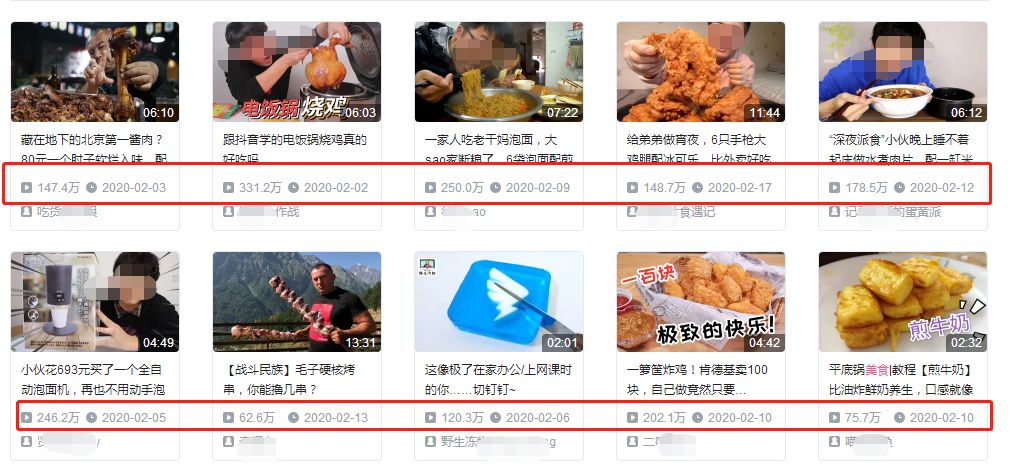 06:10
电饭锅烧鸡
06:03
07:22
11:44
06:12
藏在地下的北京第一酱肉？
80元一个肘子软烂入味，配
跟抖音学的电饭锅烧鸡真的
好吃吗
一家人吃老干妈泡面，大
sao家断粮了，6袋泡面配煎
给弟弟做宵夜，6只手枪大
鸡腿配冰可乐，比外卖好吃
“深夜派食”小伙晚上睡不着
起床做水煮肉片，配一缸米
147.4万 2020-02-03
331.2万 2020-02-02
250.0万 2020-02-09
148.7万 2020-02-17
178.5万 2020-02-12
吃货
作战
ao
食遇记
的蛋黄派
04:49
13:31
02:01
一百块
极致的快乐!
04:42
煎牛奶
02:32
小伙花693元买了一个全自
动泡面机，再也不用动手泡
【战斗民族】毛子硬核烤
串，你能撸几串？
这像极了在家办公/上网课时
的你……切钉钉~
一箩筐炸鸡！肯德基卖100
块，自己做竟然只要...
平底锅美食|教程【煎牛奶】
比油炸鲜奶养生，口感就像
246.2万 2020-02-05
62.6万 2020-02-13
120.3万 2020-02-06
202.1万 2020-02-10
75.7万 2020-02-10
野生冻